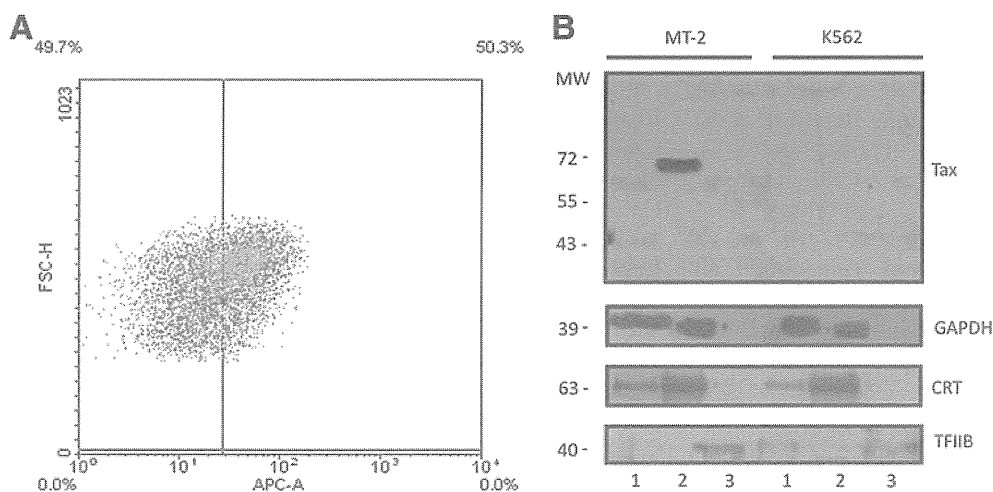 A
49.7%
50.3%
1023
FSC-H
0
10⁰
10¹
10²
10³
10⁴
0.0%
APC-A
0.0%
B
MT-2
K562
MW
72 -
55 -
43 -
Tax
39 -
GAPDH
63 -
CRT
40 -
TFIIB
1 2 3 1 2 3